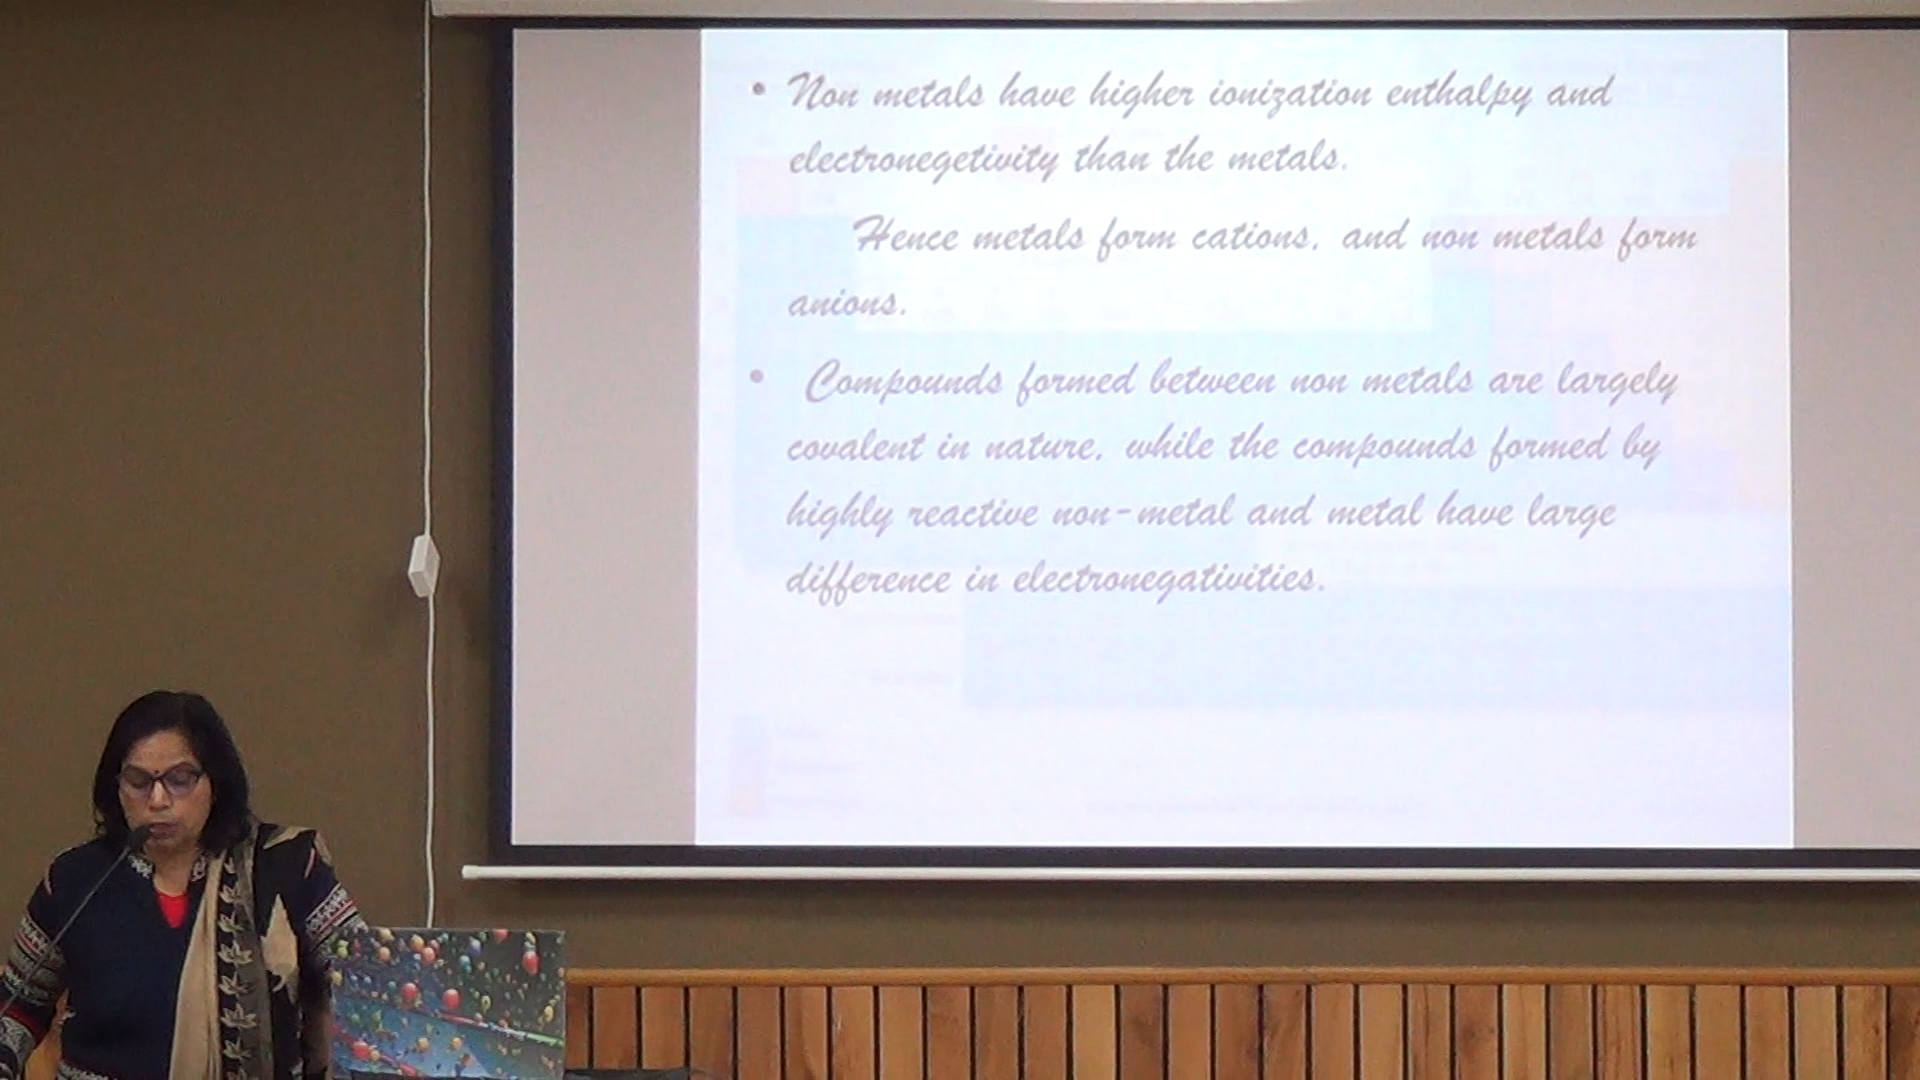 • Non metals have higher ionization enthalpy and
electronegetivity than the metals.
Hence metals form cations, and non metals form
anions.
• Compounds formed between non metals are largely
covalent in nature, while the compounds formed by
highly reactive non-metal and metal have large
difference in electronegativities.